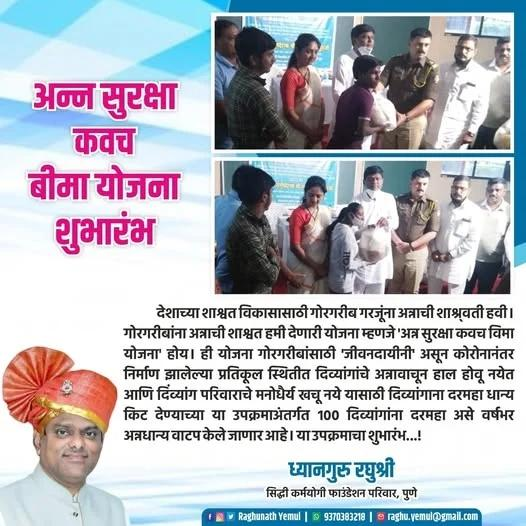 अन्न सुरक्षा
कवच
बीमा योजना
शुभारंभ
देशाच्या शाश्वत विकासासाठी गोरगरीब गरजूंना अन्नाची शाश्र्वती हवी।
गोरगरीबांना अन्नाची शाश्वत हमी देणारी योजना म्हणजे 'अन्न सुरक्षा कवच विमा
योजना' होय। ही योजना गोरगरीबांसाठी 'जीवनदायीनी' असून कोरोनानंतर
निर्माण झालेल्या प्रतिकूल स्थितीत दिव्यांगांचे अन्नावाचून हाल होवू नयेत
आणि दिंव्यांग परिवाराचे मनोधैर्य खचू नये यासाठी दिव्यांगाना दरमहा धान्य
किट देण्याच्या या उपक्रमाअंतर्गत 100 दिव्यांगांना दरमहा असे वर्षभर
अन्नधान्य वाटप केले जाणार आहे। या उपक्रमाचा शुभारंभ...!
ध्यानगुरु रघुश्री
सिद्धी कर्मयोगी फाउंडेशन परिवार, पुणे
Raghunath Yemul | 9370383218 | raghu.yemul@gmail.com